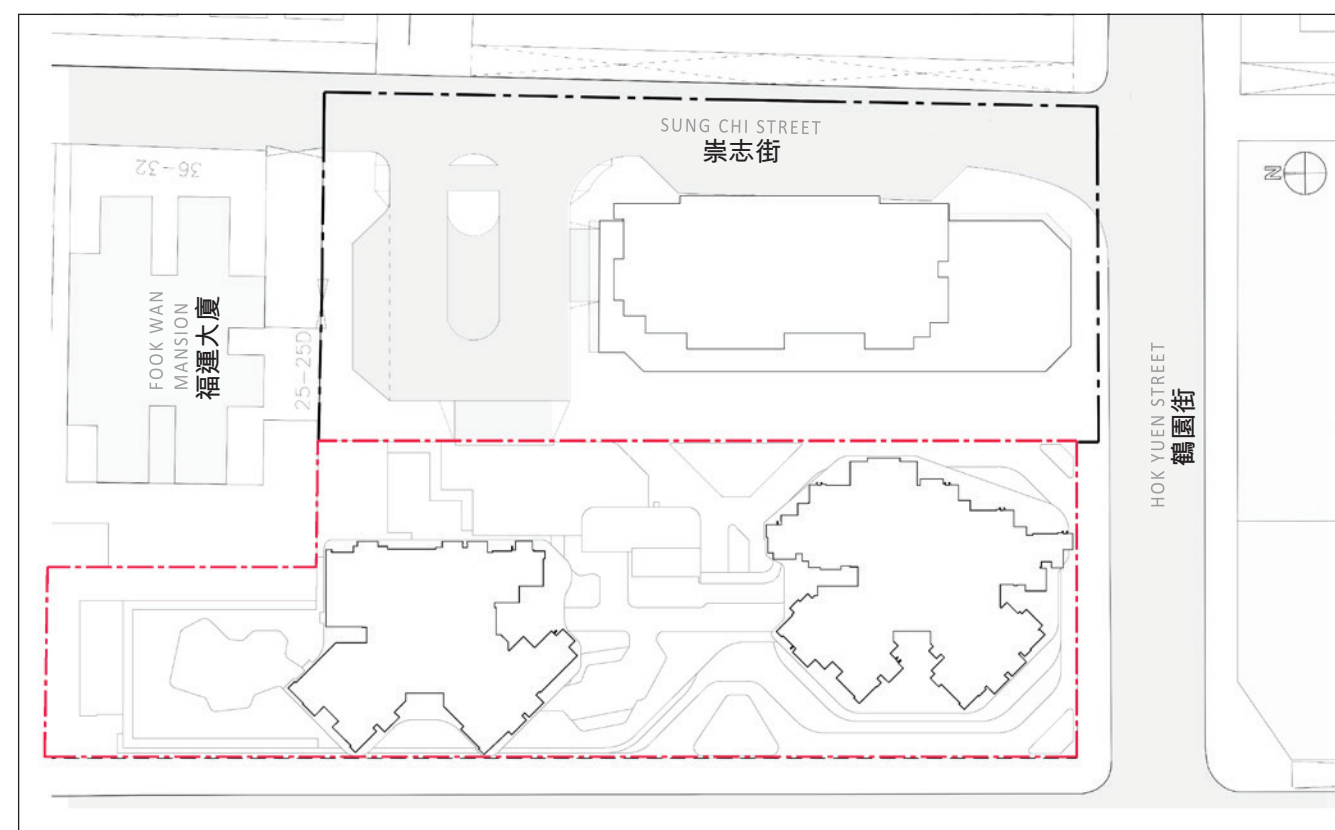 SUNG CHI STREET
崇志街
36-32
FOOK WAN
MANSION
福運大廈
25-25D
HOK YUEN STREET
鶴園街
N